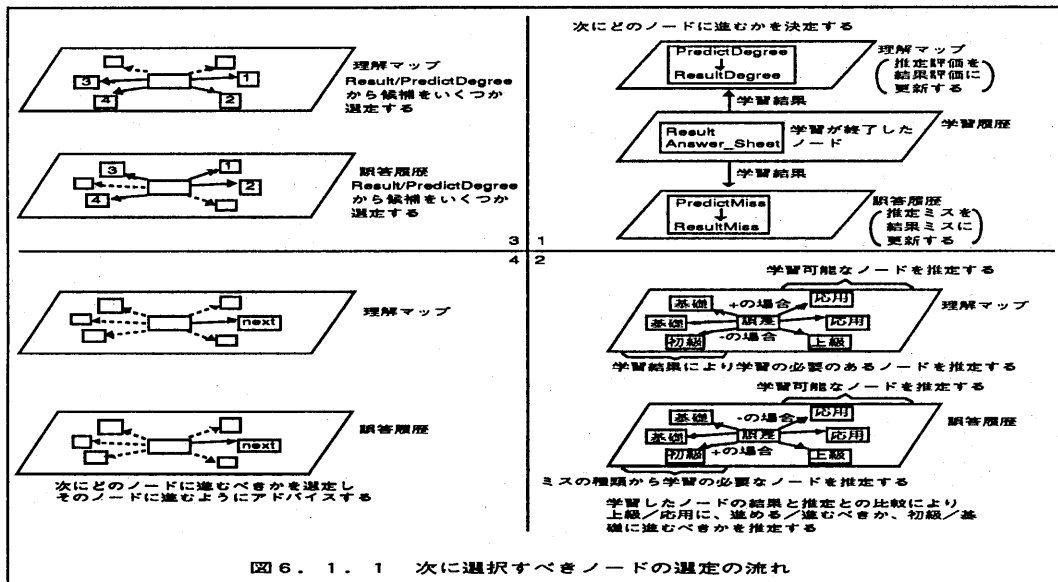 理解マップ
Result/PredictDegree
から候補をいくつか
選定する
3
1
4
2
誤答履歴
Result/PredictDegree
から候補をいくつか
選定する
3
1
2
4
3
次にどのノードに進むかを決定する
PredictDegree
ResultDegree
理解マップ
推定評価を
結果評価に
更新する
学習結果
Result
Answer_Sheet
学習が終了した
ノード
学習履歴
学習結果
PredictMiss
ResultMiss
誤答履歴
推定ミスを
結果ミスに
更新する
1
4
理解マップ
next
誤答履歴
next
次にどのノードに進むべきかを選定し
そのノードに進むようにアドバイスする
2
学習可能なノードを推定する
理解マップ
基礎
+の場合
応用
基礎
誤差
応用
初級
-の場合
上級
学習結果により学習の必要のあるノードを推定する
学習可能なノードを推定する
誤答履歴
基礎
-の場合
応用
基礎
誤差
応用
初級
+の場合
上級
ミスの種類から学習の必要なノードを推定する
学習したノードの結果と推定との比較により
上級/応用に、進める/進むべきか、初級/基
礎に進むべきかを推定する
図6.1.1 次に選択すべきノードの選定の流れ